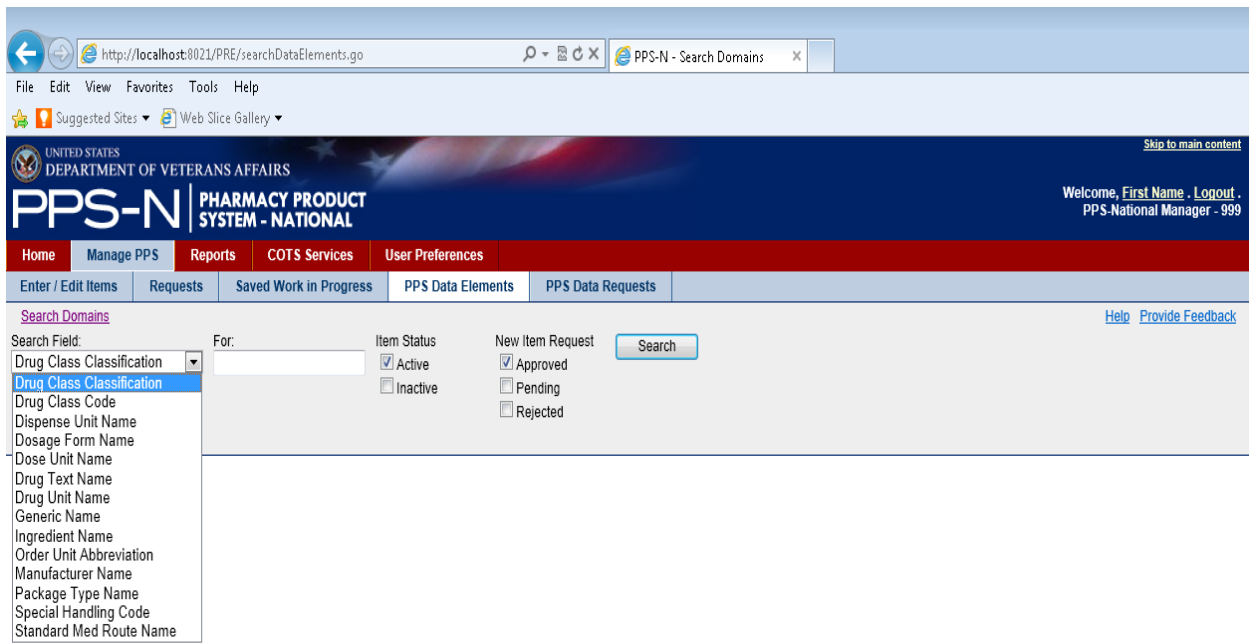 http://localhost:8021/PRE/searchDataElements.go
PPS-N - Search Domains
File Edit View Favorites Tools Help
Suggested Sites Web Slice Gallery
UNITED STATES
DEPARTMENT OF VETERANS AFFAIRS
PPS-N PHARMACY PRODUCT
SYSTEM - NATIONAL
Skip to main content
Welcome, First Name . Logout .
PPS-National Manager - 999
Home Manage PPS Reports COTS Services User Preferences
Enter / Edit Items Requests Saved Work in Progress PPS Data Elements PPS Data Requests
Search Domains Help Provide Feedback
Search Field: For: Item Status New Item Request Search
Drug Class Classification Active Approved
Inactive Pending
Rejected
Drug Class Classification
Drug Class Code
Dispense Unit Name
Dosage Form Name
Dose Unit Name
Drug Text Name
Drug Unit Name
Generic Name
Ingredient Name
Order Unit Abbreviation
Manufacturer Name
Package Type Name
Special Handling Code
Standard Med Route Name